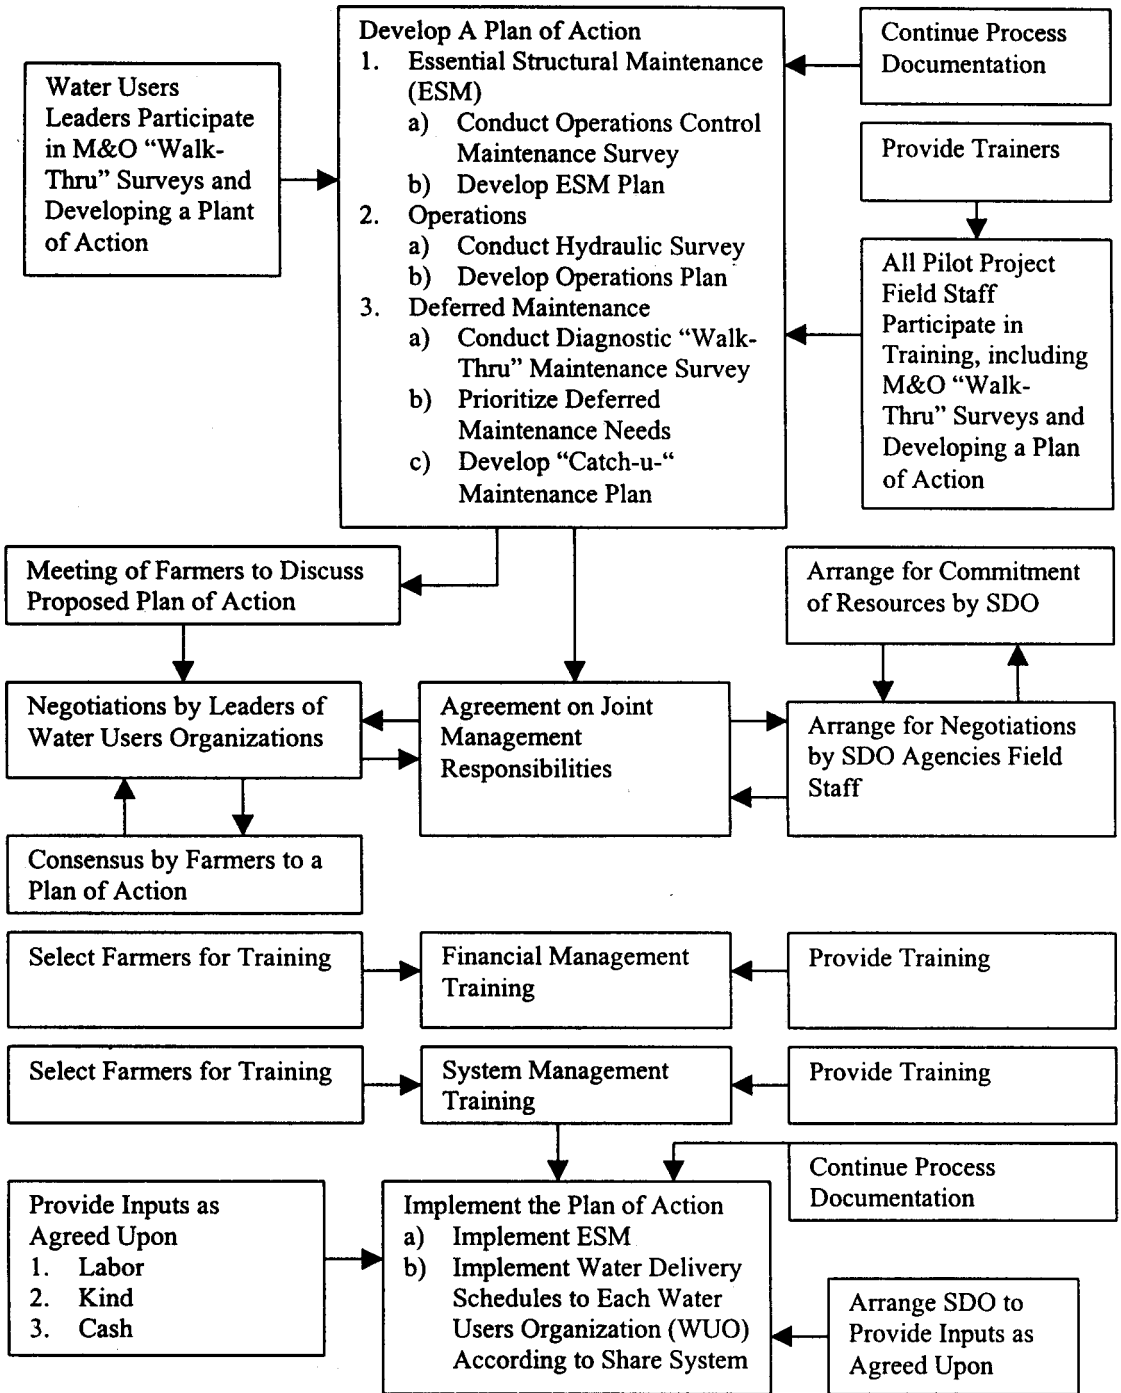 Develop A Plan of Action
1. Essential Structural Maintenance
(ESM)
a) Conduct Operations Control
Maintenance Survey
b) Develop ESM Plan
2. Operations
a) Conduct Hydraulic Survey
b) Develop Operations Plan
3. Deferred Maintenance
a) Conduct Diagnostic “Walk-
Thru” Maintenance Survey
b) Prioritize Deferred
Maintenance Needs
c) Develop “Catch-u-“
Maintenance Plan
Water Users
Leaders Participate
in M&O “Walk-
Thru” Surveys and
Developing a Plant
of Action
Continue Process
Documentation
Provide Trainers
All Pilot Project
Field Staff
Participate in
Training, including
M&O “Walk-
Thru” Surveys and
Developing a Plan
of Action
Meeting of Farmers to Discuss
Proposed Plan of Action
Arrange for Commitment
of Resources by SDO
Negotiations by Leaders of
Water Users Organizations
Agreement on Joint
Management
Responsibilities
Arrange for Negotiations
by SDO Agencies Field
Staff
Consensus by Farmers to a
Plan of Action
Select Farmers for Training
Financial Management
Training
Provide Training
Select Farmers for Training
System Management
Training
Provide Training
Continue Process
Documentation
Provide Inputs as
Agreed Upon
1. Labor
2. Kind
3. Cash
Implement the Plan of Action
a) Implement ESM
b) Implement Water Delivery
Schedules to Each Water
Users Organization (WUO)
According to Share System
Arrange SDO to
Provide Inputs as
Agreed Upon